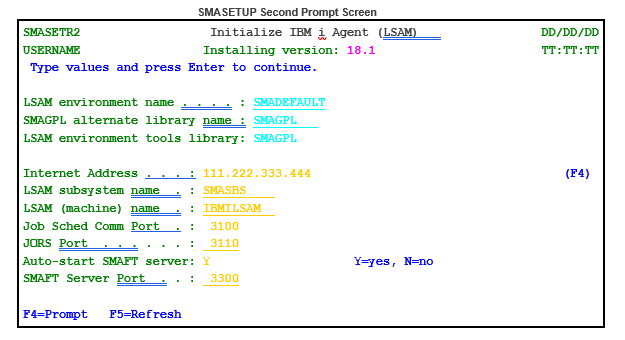 SMASETUP Second Prompt Screen
SMASETR2 Initialize IBM i Agent (LSAM) DD/DD/DD
USERNAME Installing version: 18.1 TT:TT:TT
Type values and press Enter to continue.
LSAM environment name . . . . : SMADEFAULT
SMAGPL alternate library name : SMAGPL
LSAM environment tools library: SMAGPL
Internet Address . . . . : 111.222.333.444 (F4)
LSAM subsystem name . : SMASBS
LSAM (machine) name . : IBMILSAM
Job Sched Comm Port . : 3100
JORS Port . . . . . . : 3110
Auto-start SMAFT server: Y Y=yes, N=no
SMAFT Server Port . . : 3300
F4=Prompt F5=Refresh